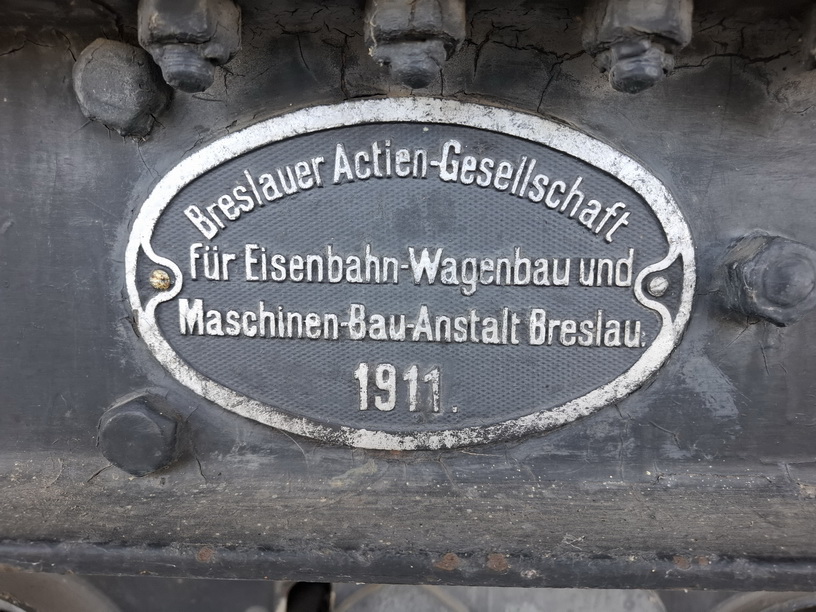 Breslauer Actien-Gesellschaft
für Eisenbahn-Wagenbau und
Maschinen-Bau-Anstalt Breslau.
1911.